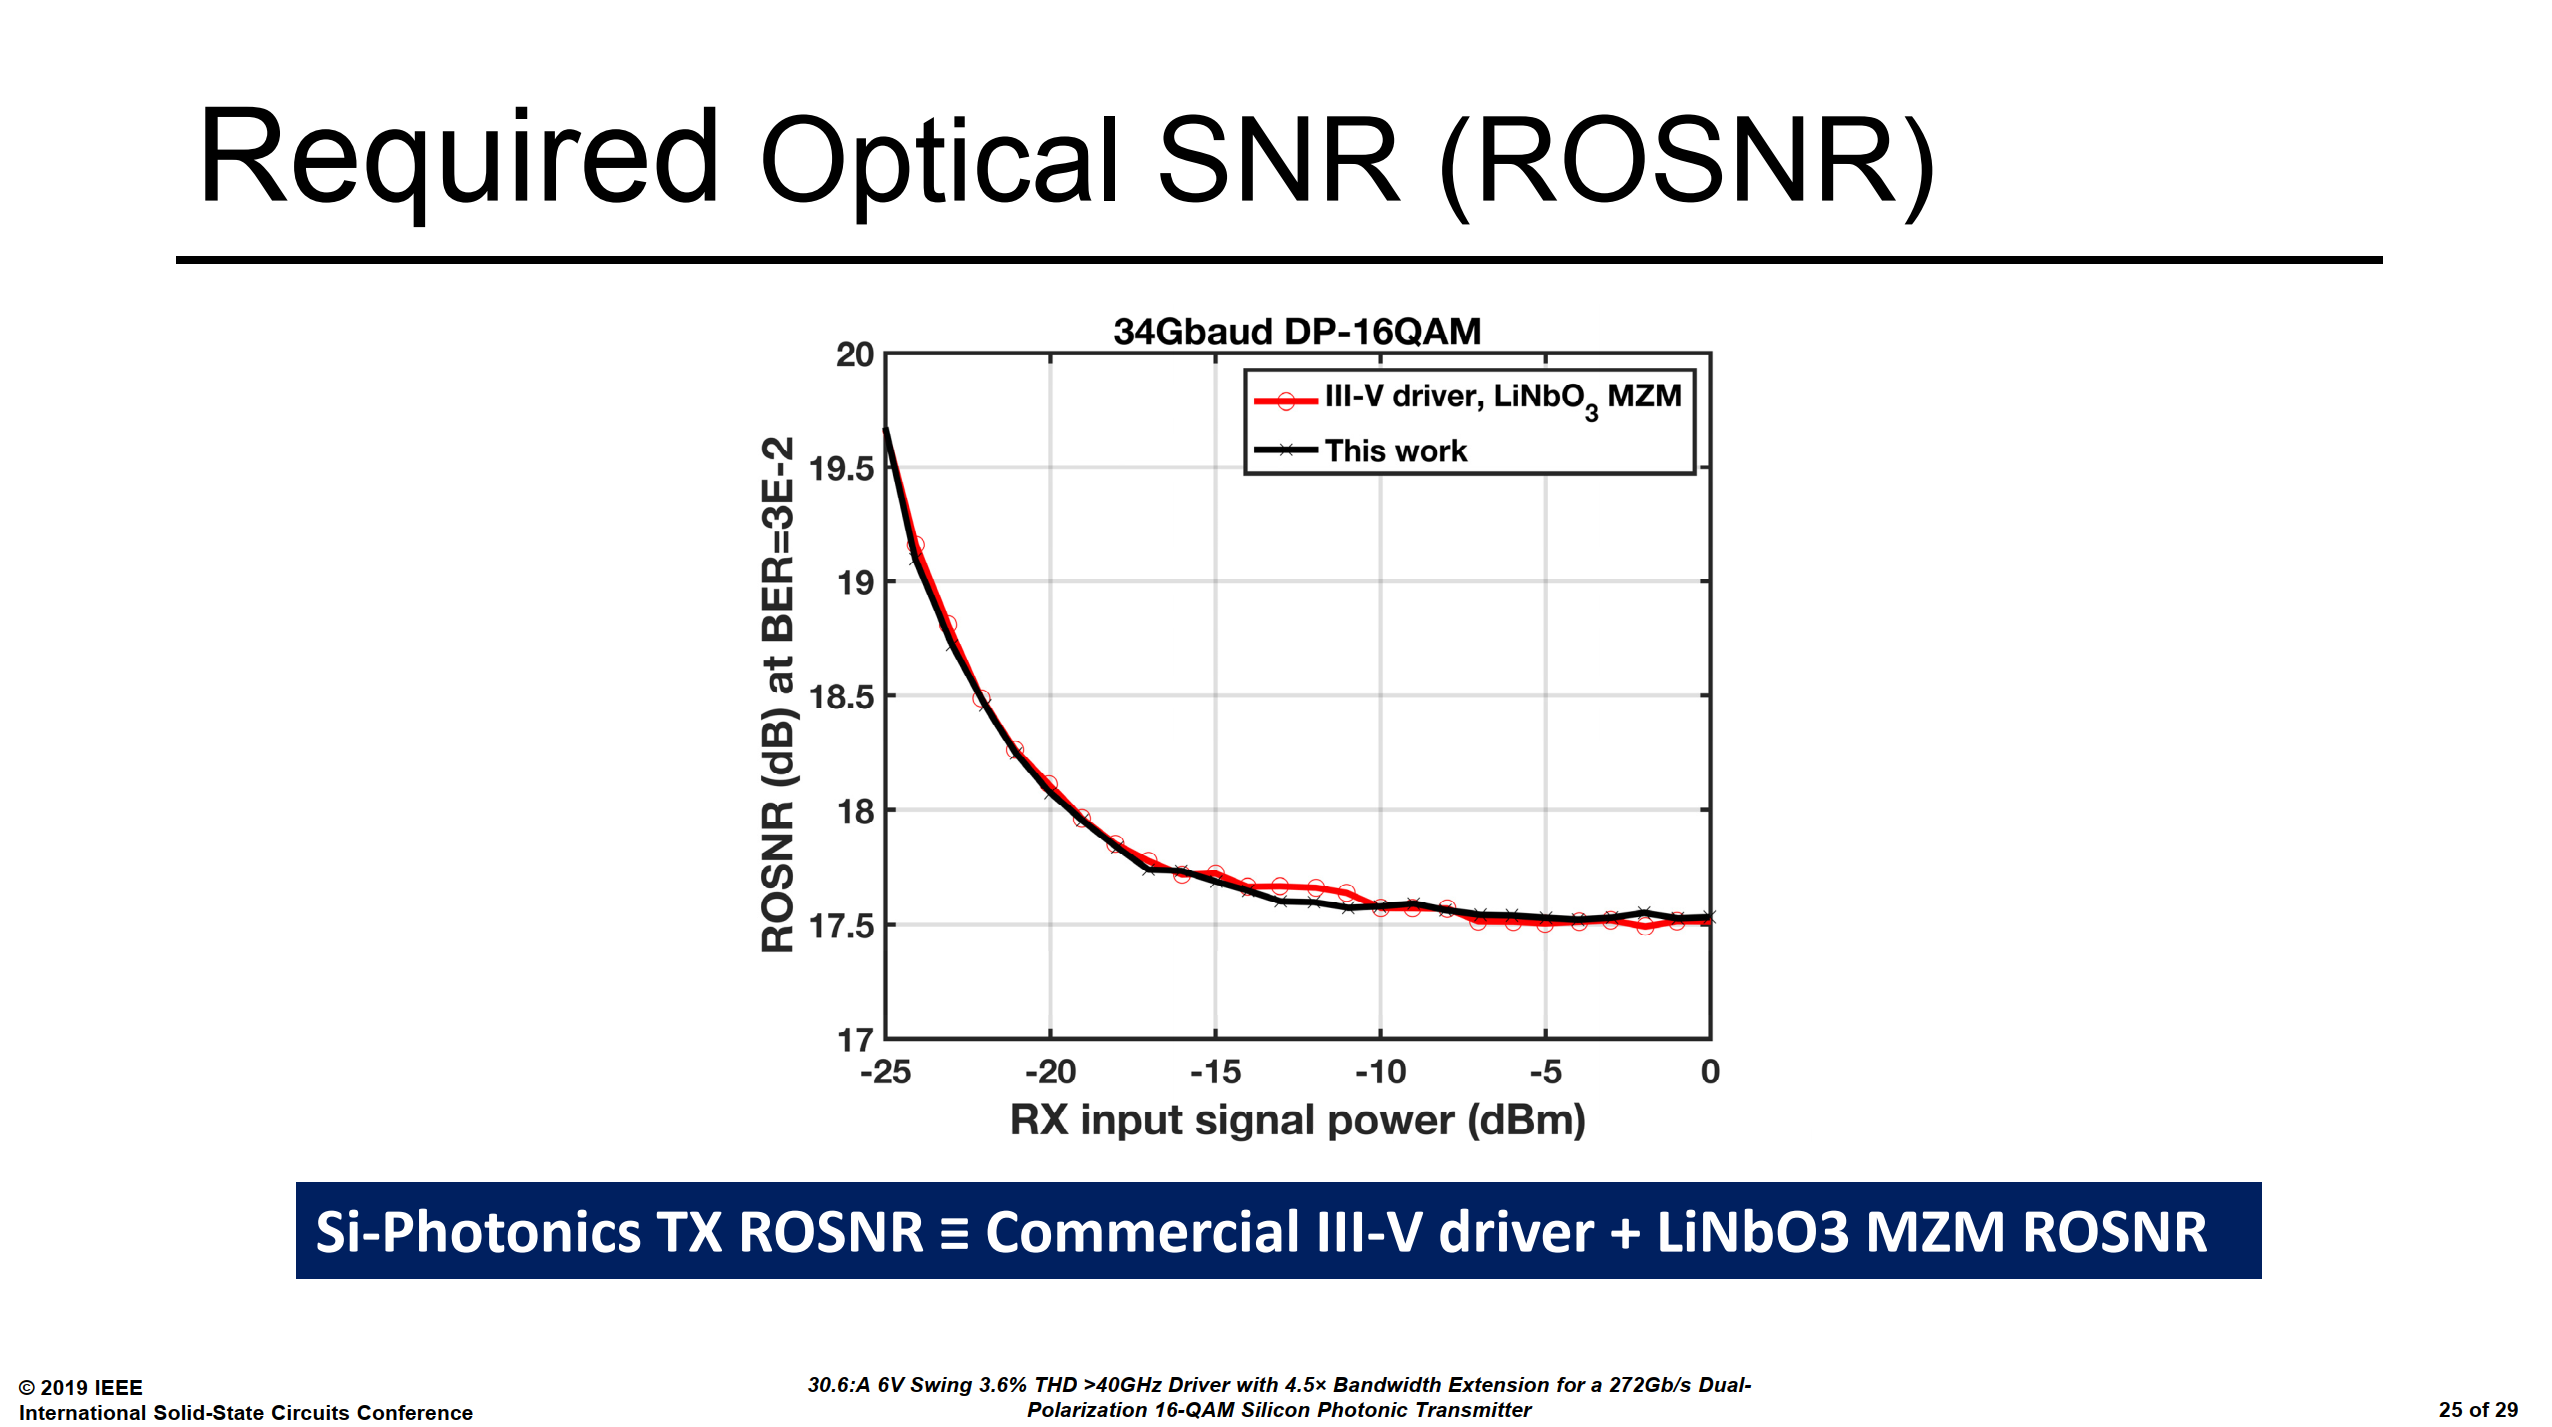 Required Optical SNR (ROSNR)
34Gbaud DP-16QAM
20
19.5
19
18.5
18
17.5
17
ROSNR (dB) at BER=3E-2
III-V driver, LiNbO3 MZM
This work
-25 -20 -15 -10 -5 0
RX input signal power (dBm)
Si-Photonics TX ROSNR ≡ Commercial III-V driver + LiNbO3 MZM ROSNR
© 2019 IEEE
International Solid-State Circuits Conference
30.6:A 6V Swing 3.6% THD >40GHz Driver with 4.5× Bandwidth Extension for a 272Gb/s Dual-
Polarization 16-QAM Silicon Photonic Transmitter
25 of 29